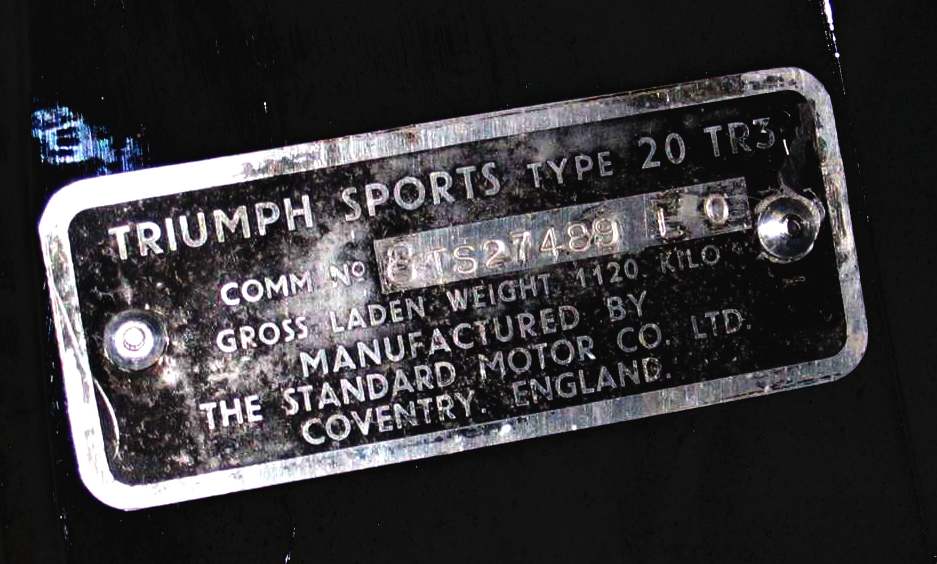 TRIUMPH SPORTS TYPE 20 TR3
COMM Nº TS27489 L O
GROSS LADEN WEIGHT 1120 KILO
MANUFACTURED BY
THE STANDARD MOTOR CO. LTD.
COVENTRY. ENGLAND.